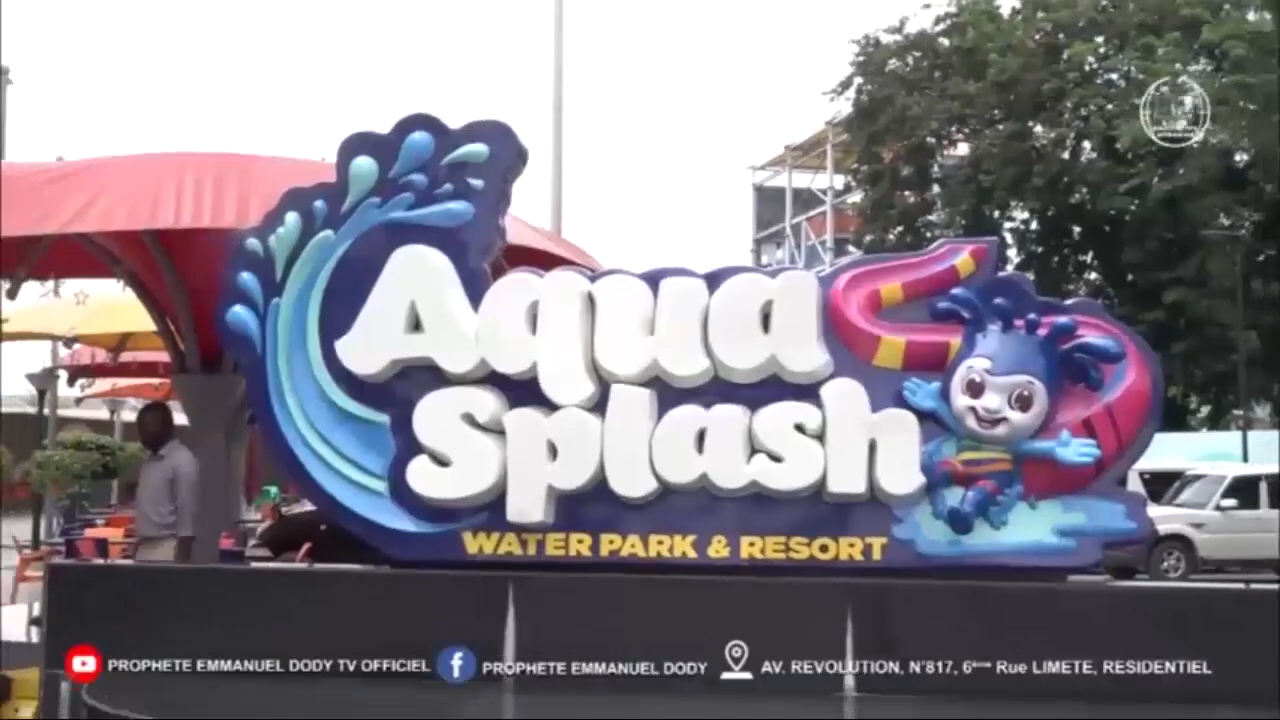 Aqua
Splash
WATER PARK & RESORT
PROPHETE EMMANUEL DODY TV OFFICIEL
PROPHETE EMMANUEL DODY
AV. REVOLUTION, N°817, 6ème Rue LIMETE, RESIDENTIEL